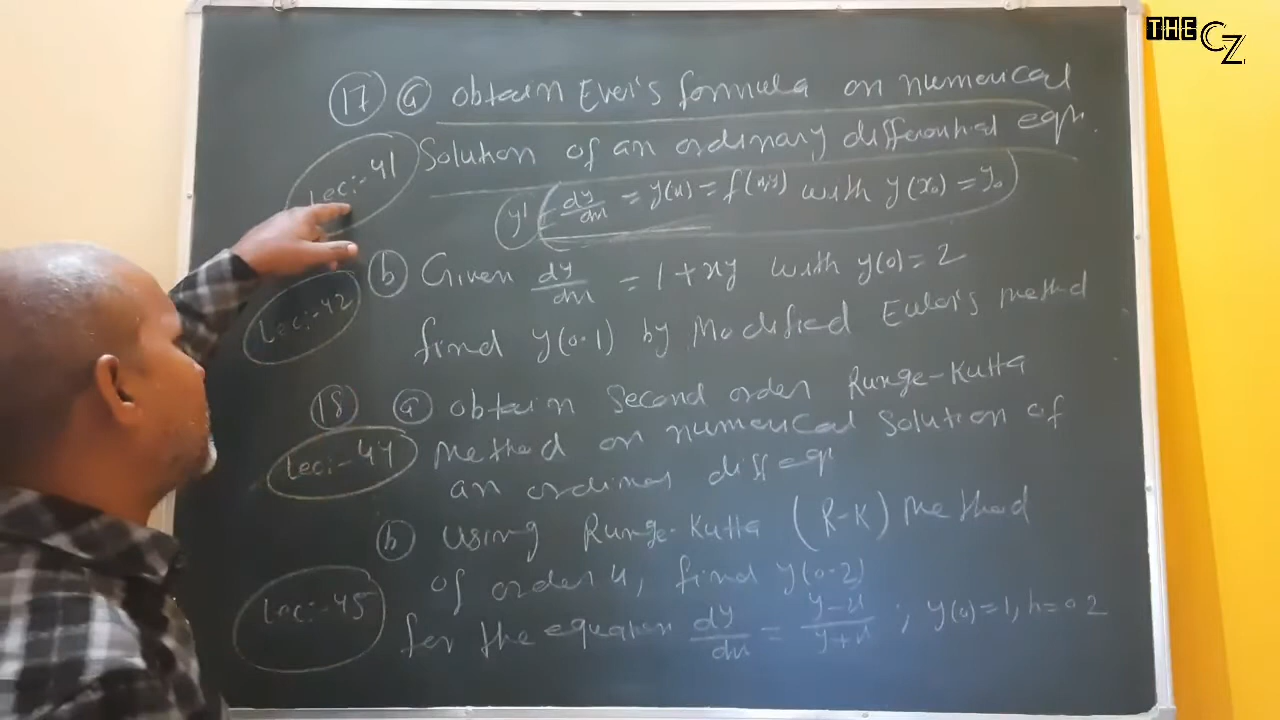 THE CZ
(17) (a) obtain Euler's formula on numerical
Lec:-41 Solution of an ordinary differential eqn.
y' = dy/dx = y(x) = f(x,y) with y(x₀) = y₀
(b) Given dy/dx = 1+xy with y(0)=2
Lec:-42 find y(0.1) by Modified Euler's method
(18) (a) obtain Second order Runge-Kutta
Lec:-44 Method on numerical Solution of
an ordinary diff eqn
(b) Using Runge-Kutta (R-K) Method
of order 4, find y(0.2)
Lec:-45 for the equation dy/dx = y-x/y+x ; y(0)=1, h=0.2